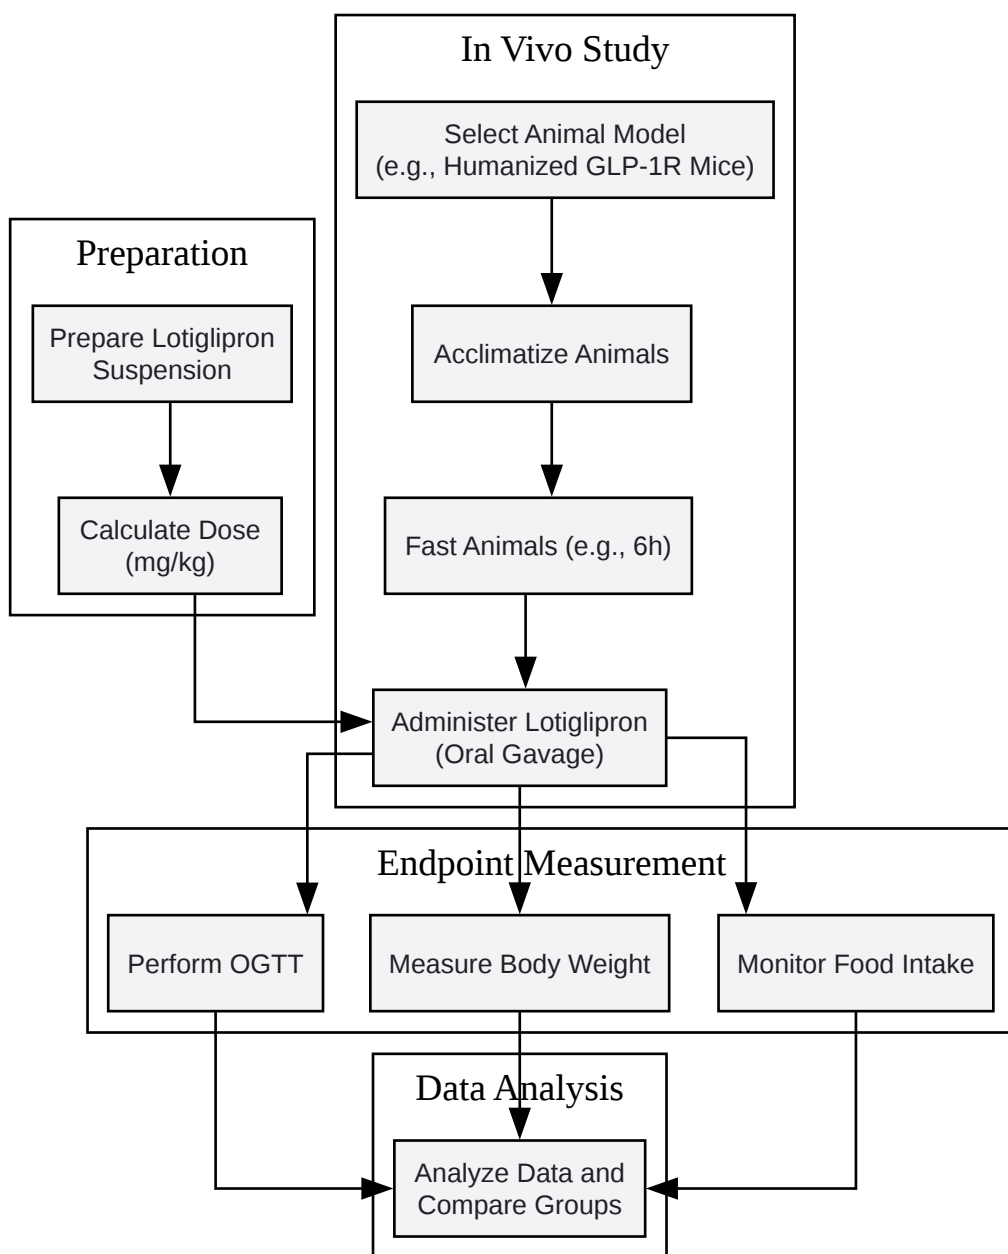 In Vivo Study
Select Animal Model
(e.g., Humanized GLP-1R Mice)
Preparation
Prepare Lotiglipron
Suspension
Acclimatize Animals
Calculate Dose
(mg/kg)
Fast Animals (e.g., 6h)
Administer Lotiglipron
(Oral Gavage)
Endpoint Measurement
Perform OGTT
Measure Body Weight
Monitor Food Intake
Data Analysis
Analyze Data and
Compare Groups